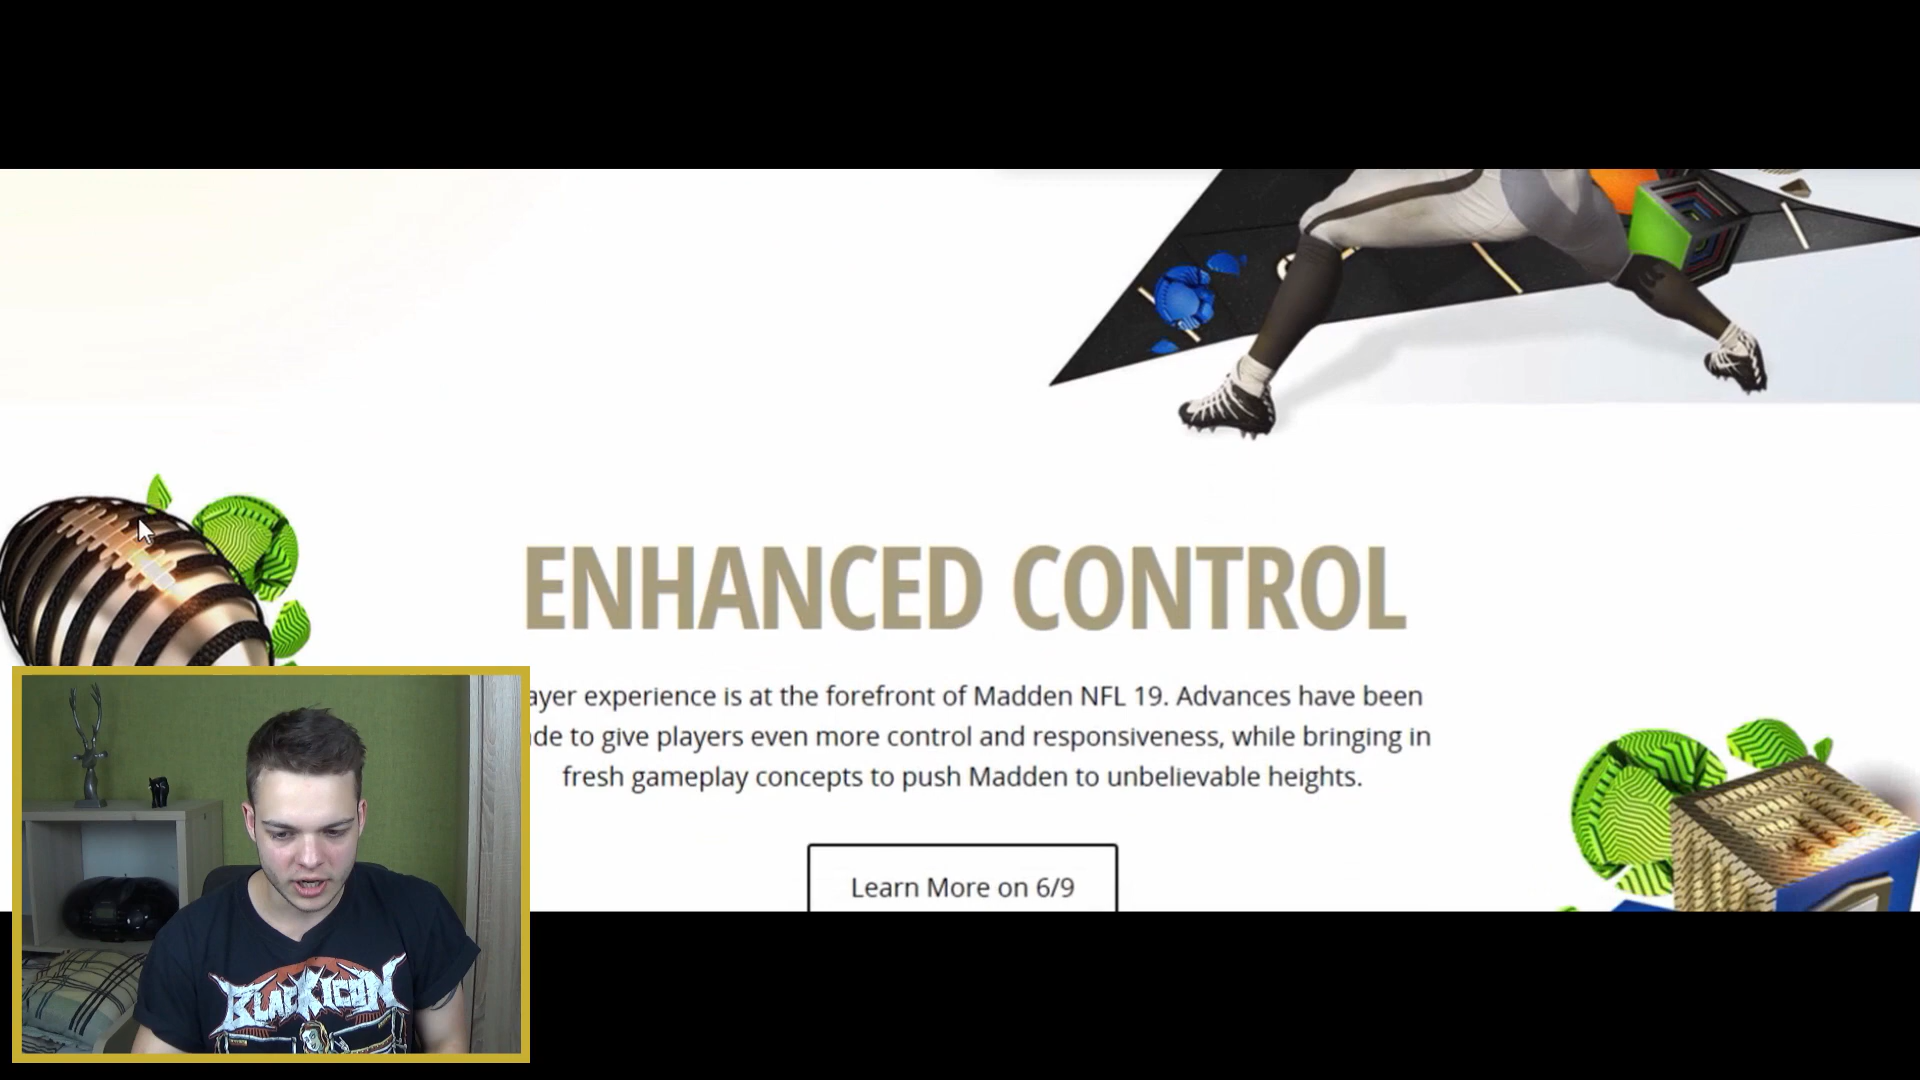 ENHANCED CONTROL
ayer experience is at the forefront of Madden NFL 19. Advances have been
de to give players even more control and responsiveness, while bringing in
fresh gameplay concepts to push Madden to unbelievable heights.
Learn More on 6/9
BLACKICON